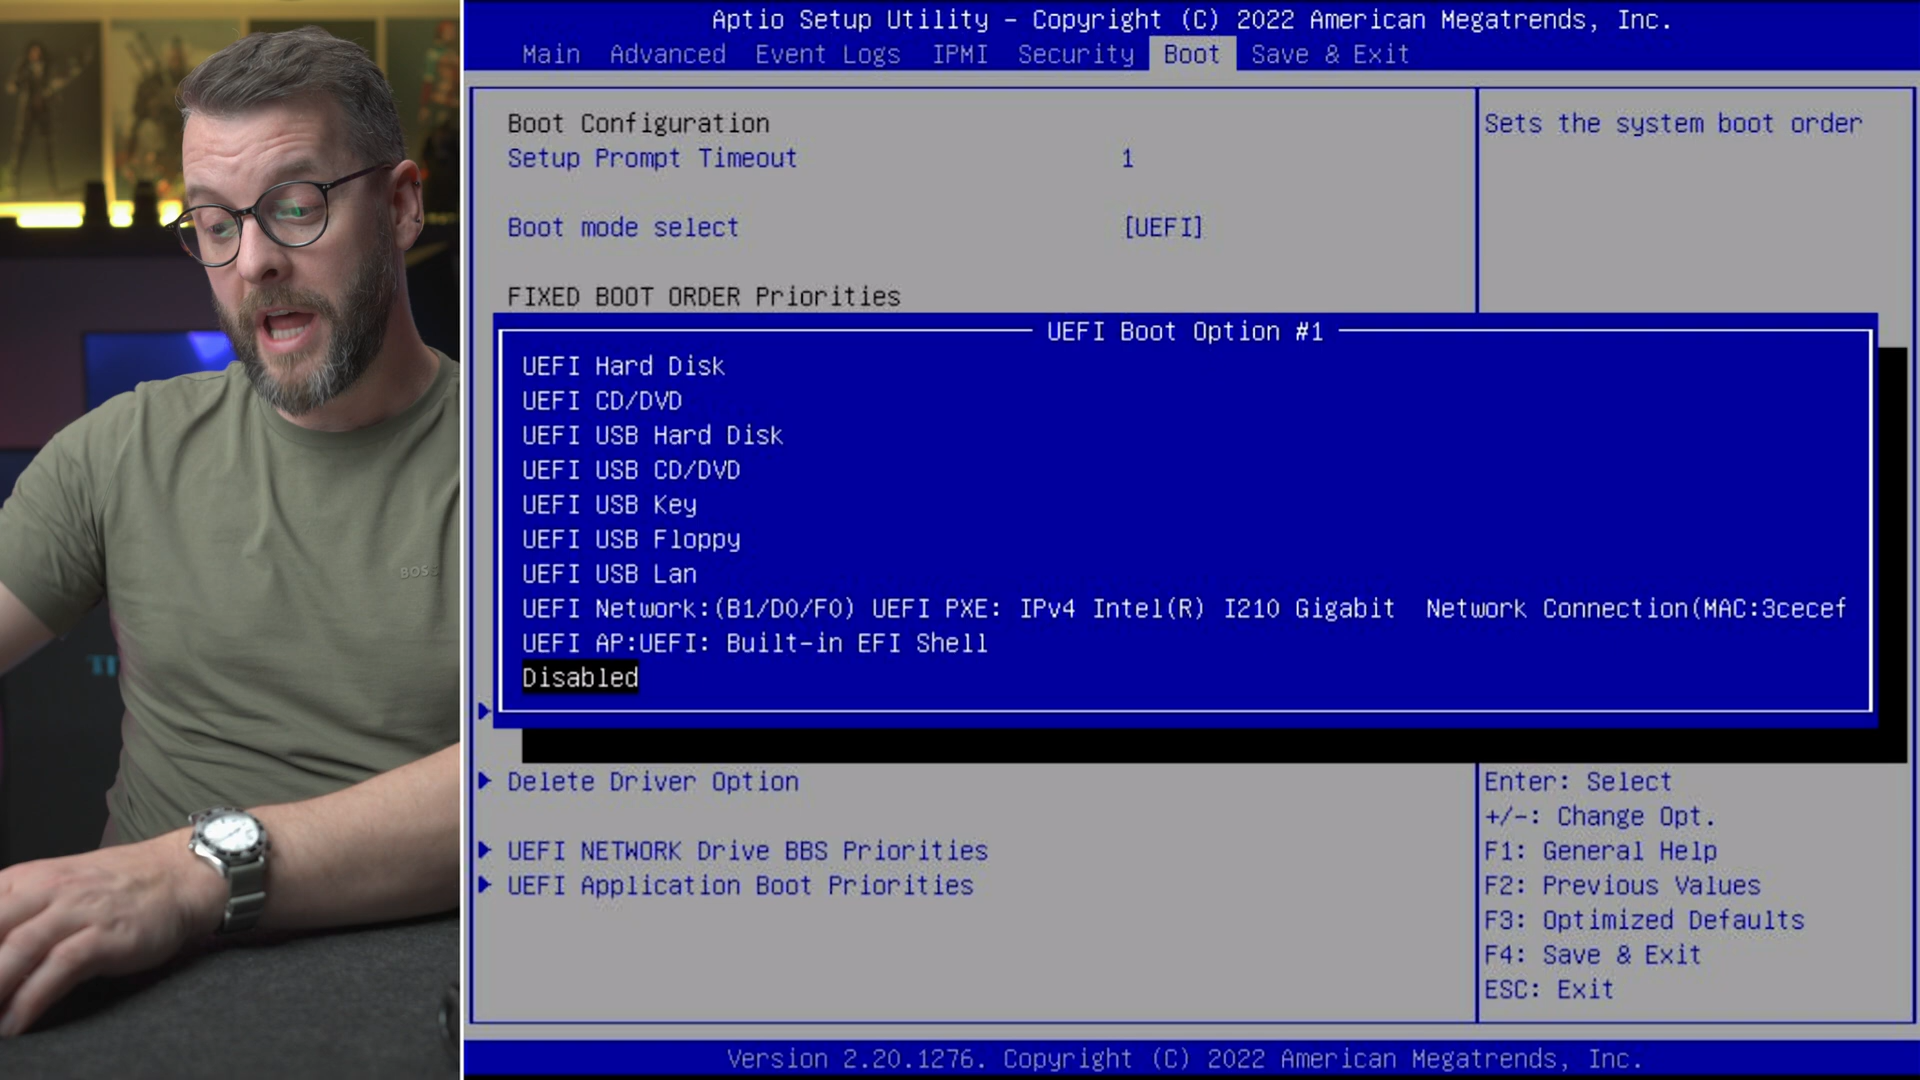 Aptio Setup Utility – Copyright (C) 2022 American Megatrends, Inc.
Main Advanced Event Logs IPMI Security Boot Save & Exit
Boot Configuration
Setup Prompt Timeout 1
Boot mode select [UEFI]
FIXED BOOT ORDER Priorities
Sets the system boot order
UEFI Boot Option #1
UEFI Hard Disk
UEFI CD/DVD
UEFI USB Hard Disk
UEFI USB CD/DVD
UEFI USB Key
UEFI USB Floppy
UEFI USB Lan
UEFI Network:(B1/D0/F0) UEFI PXE: IPv4 Intel(R) I210 Gigabit Network Connection(MAC:3cecef
UEFI AP:UEFI: Built-in EFI Shell
Disabled
Delete Driver Option
UEFI NETWORK Drive BBS Priorities
UEFI Application Boot Priorities
Enter: Select
+/-: Change Opt.
F1: General Help
F2: Previous Values
F3: Optimized Defaults
F4: Save & Exit
ESC: Exit
Version 2.20.1276. Copyright (C) 2022 American Megatrends, Inc.
BOSS